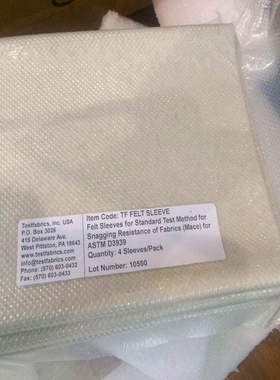 Testfabrics, Inc. USA
P.O. Box 3026
415 Delaware Ave.
West Pittston, PA 18643
www.testfabrics.com
info@testfabrics.com
Phone: (570) 603-0432
Fax: (570) 603-0433
Item Code: TF FELT SLEEVE
Felt Sleeves for Standard Test Method for
Snagging Resistance of Fabrics (Mace) for
ASTM D3939
Quantity: 4 Sleeves/Pack
Lot Number: 10550